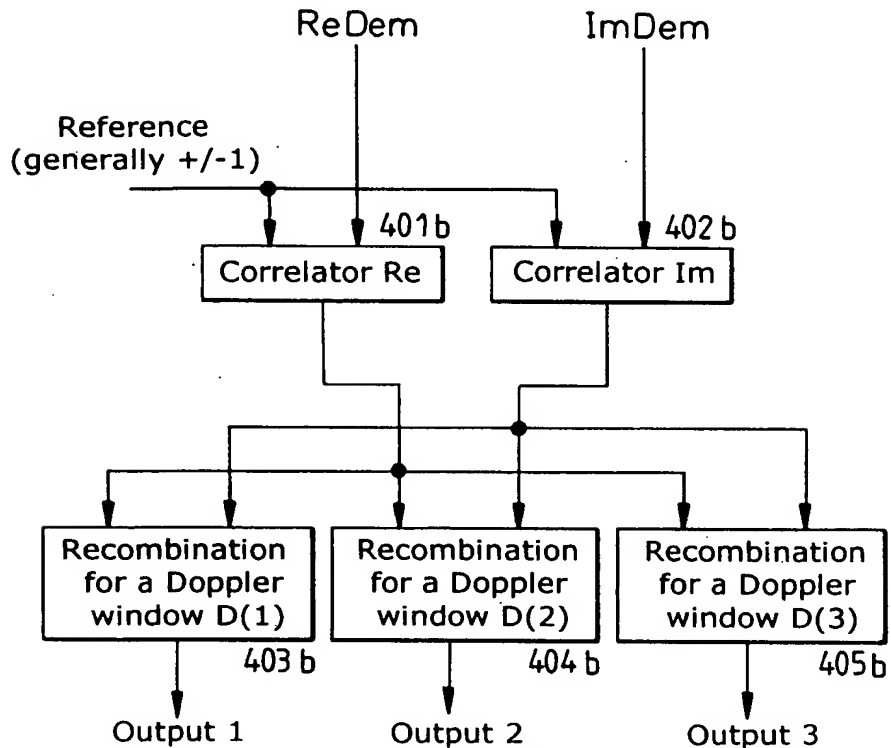 ReDem
ImDem
Reference
(generally +/-1)
401b
402b
Correlator Re
Correlator Im
Recombination
for a Doppler
window D(1)
Recombination
for a Doppler
window D(2)
Recombination
for a Doppler
window D(3)
403b
404b
405b
Output 1
Output 2
Output 3